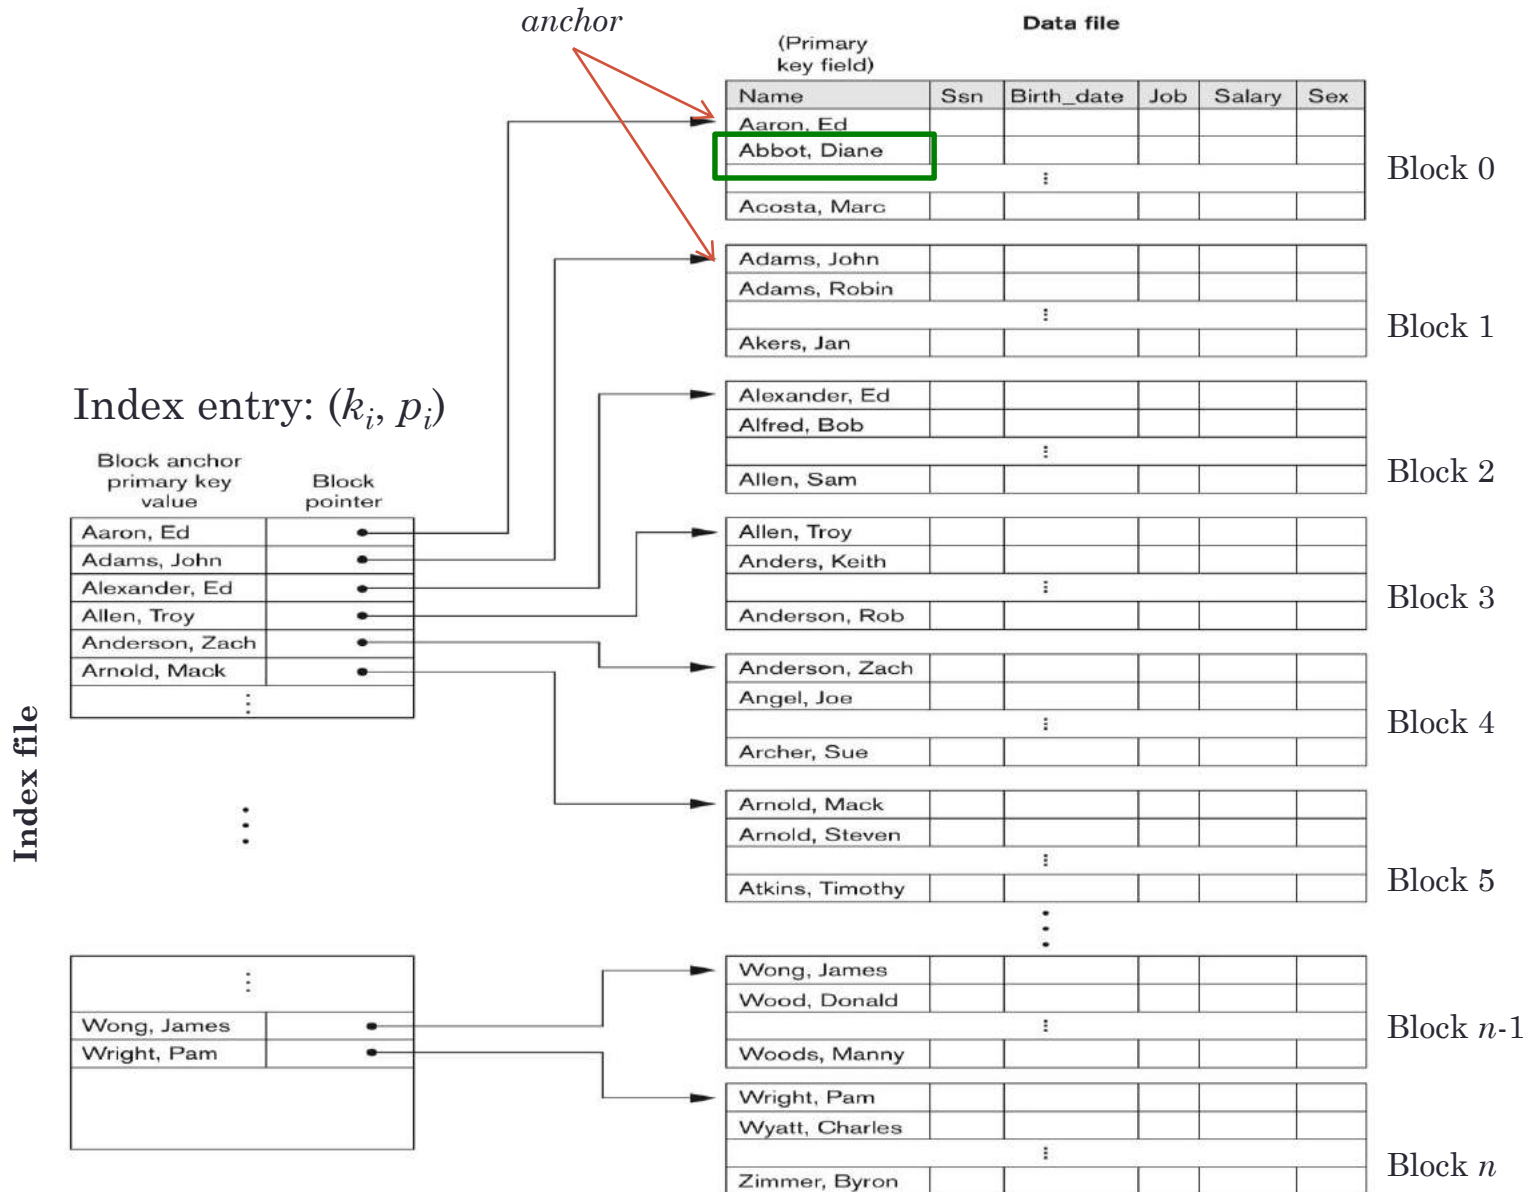 anchor
Data file
(Primary
key field)
Name Ssn Birth_date Job Salary Sex
Aaron, Ed
Abbot, Diane
⋮
Acosta, Marc
Block 0
Adams, John
Adams, Robin
⋮
Akers, Jan
Block 1
Alexander, Ed
Alfred, Bob
⋮
Allen, Sam
Block 2
Allen, Troy
Anders, Keith
⋮
Anderson, Rob
Block 3
Anderson, Zach
Angel, Joe
⋮
Archer, Sue
Block 4
Arnold, Mack
Arnold, Steven
⋮
Atkins, Timothy
Block 5
⋮
Wong, James
Wood, Donald
⋮
Woods, Manny
Block n-1
Wright, Pam
Wyatt, Charles
⋮
Zimmer, Byron
Block n
Index entry: (kᵢ, pᵢ)
Block anchor
primary key
value
Block
pointer
Aaron, Ed
Adams, John
Alexander, Ed
Allen, Troy
Anderson, Zach
Arnold, Mack
⋮
Index file
⋮
⋮
Wong, James
Wright, Pam